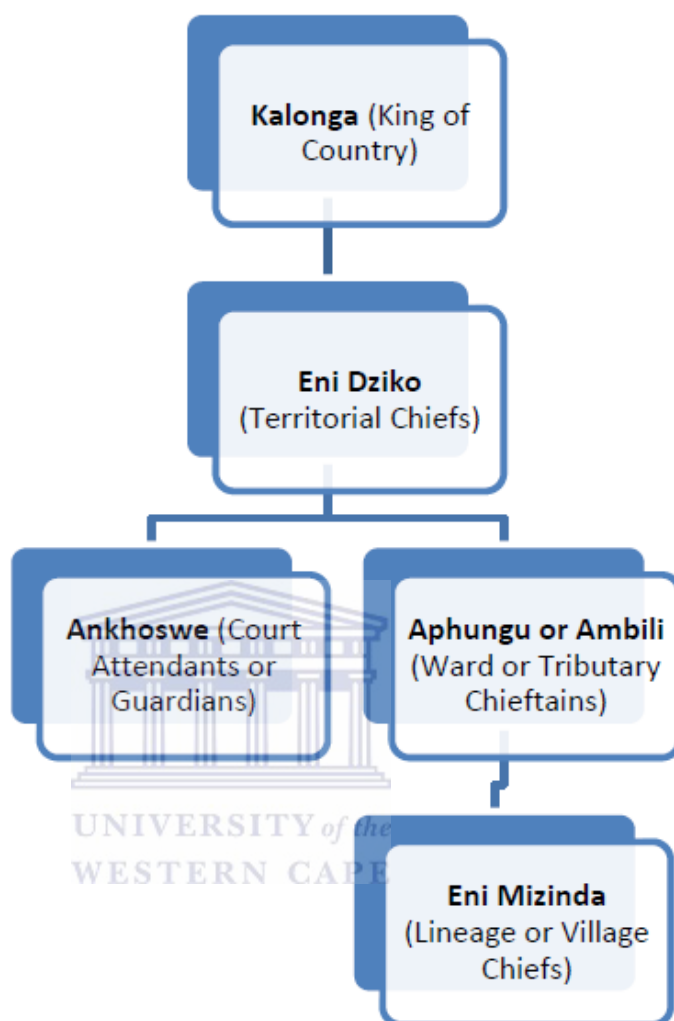 Kalonga (King of
Country)
Eni Dziko
(Territorial Chiefs)
Ankhoswe (Court
Attendants or
Guardians)
Aphungu or Ambili
(Ward or Tributary
Chieftains)
UNIVERSITY of the
WESTERN CAPE
Eni Mizinda
(Lineage or Village
Chiefs)